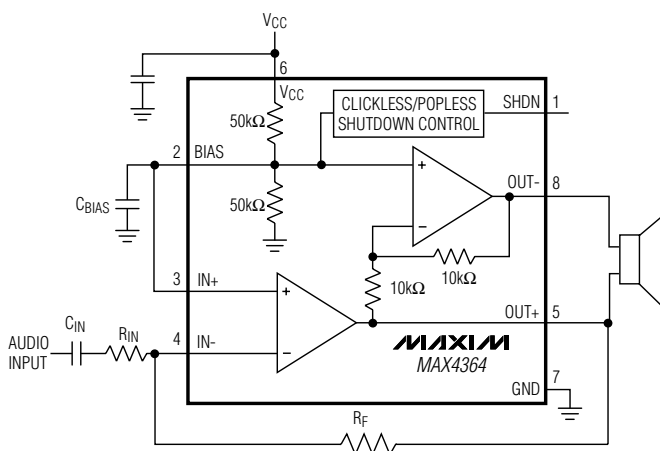 VCC
6
VCC
CLICKLESS/POPLESS
SHUTDOWN CONTROL
SHDN
1
50kΩ
2
BIAS
OUT-
8
CBIAS
50kΩ
10kΩ
10kΩ
3
IN+
OUT+
5
CIN
RIN
4
IN-
AUDIO
INPUT
MAXIM
MAX4364
7
GND
RF